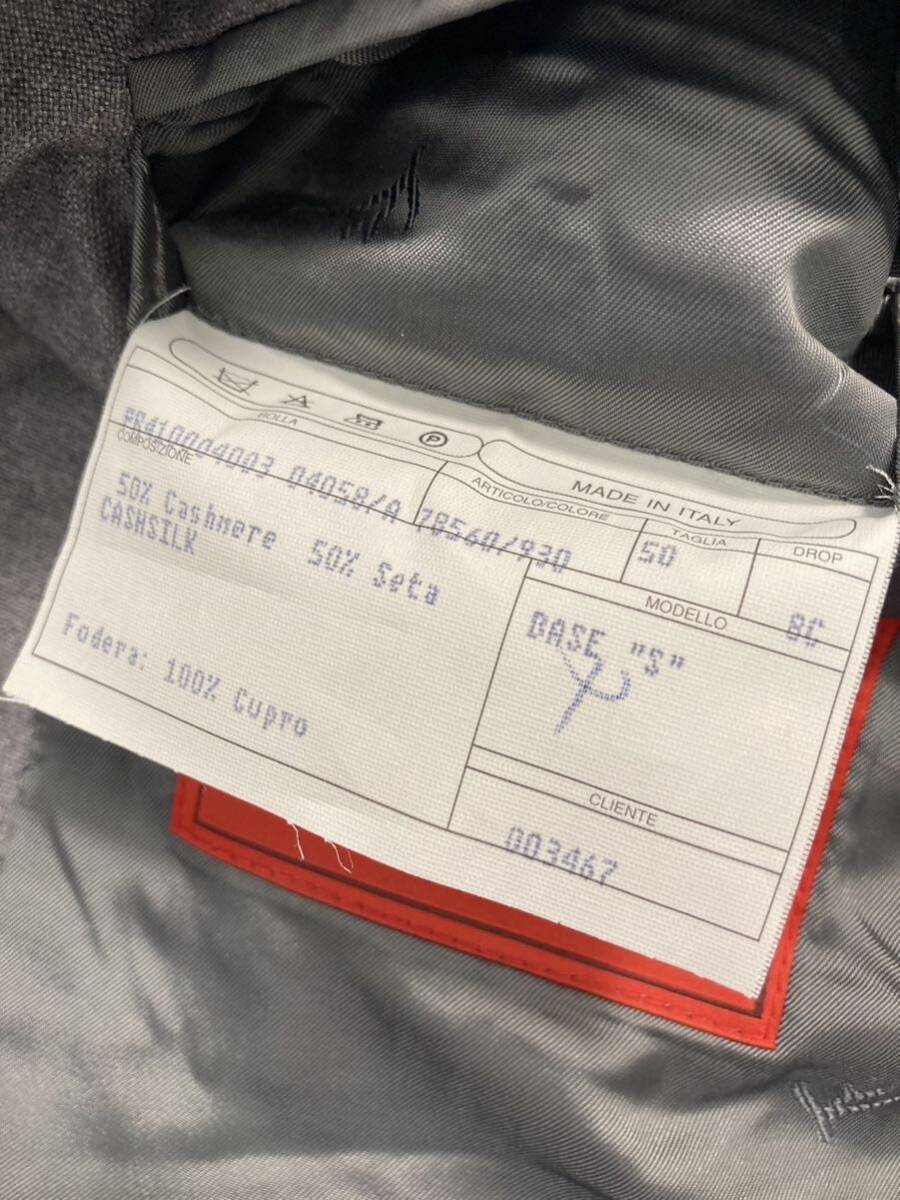 P
MADE IN ITALY
BOLLA
PR410004003 04058/A 78560/930
COMPOSIZIONE
ARTICOLO/COLORE
TAGLIA
50
DROP
8C
50% Cashmere 50% Seta
CASHSILK
Fodera: 100% Cupro
MODELLO
BASE "S"
CLIENTE
003467